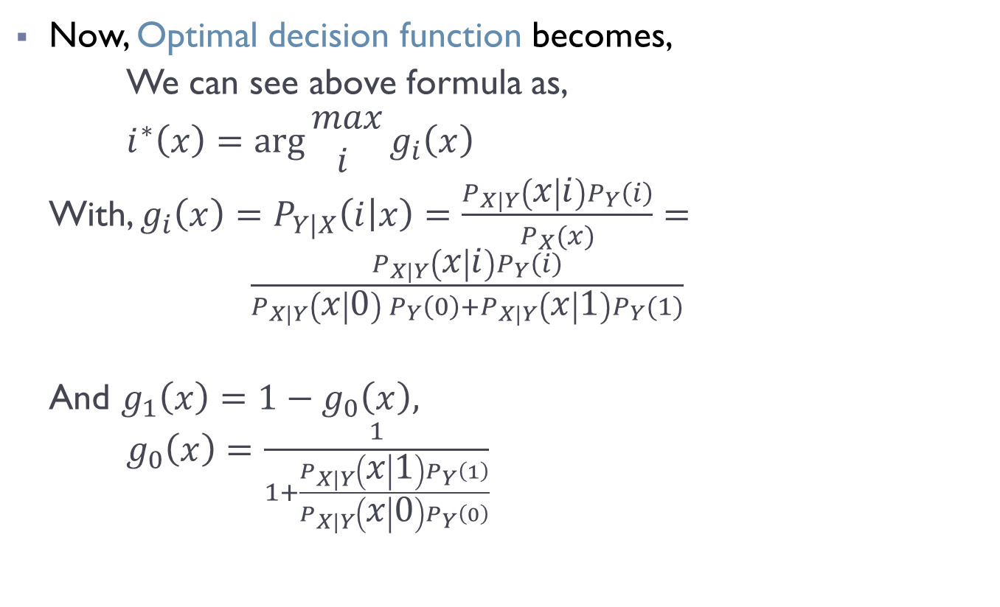 ▪ Now, Optimal decision function becomes,
We can see above formula as,
i*(x) = arg max_i g_i(x)
With, g_i(x) = P_{Y|X}(i|x) = \frac{P_{X|Y}(x|i)P_Y(i)}{P_X(x)} =
\frac{P_{X|Y}(x|i)P_Y(i)}{P_{X|Y}(x|0) P_Y(0)+P_{X|Y}(x|1)P_Y(1)}
And g_1(x) = 1 − g_0(x),
g_0(x) = \frac{1}{1+\frac{P_{X|Y}(x|1)P_Y(1)}{P_{X|Y}(x|0)P_Y(0)}}